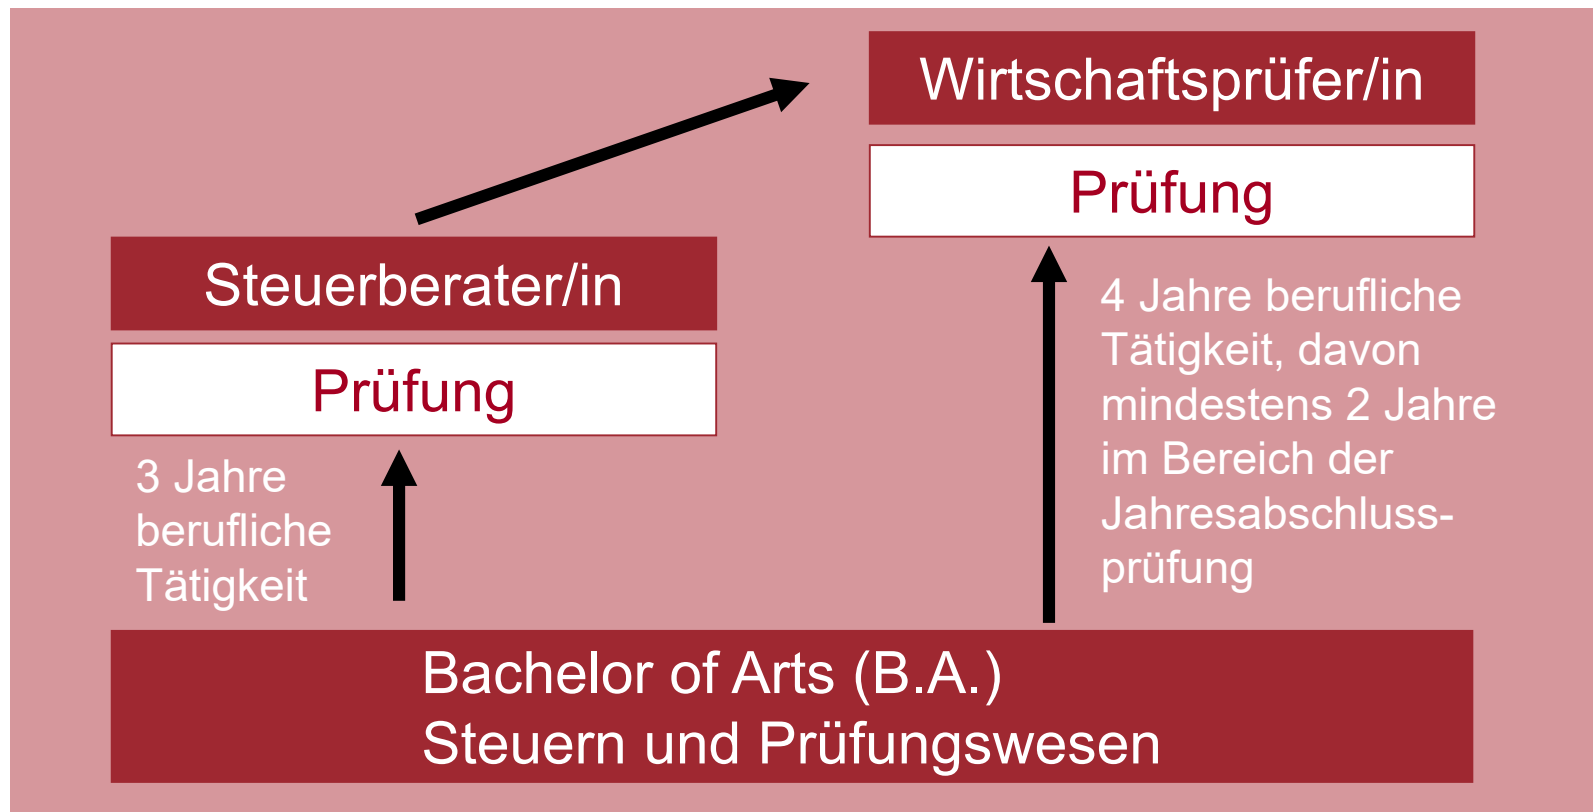 Wirtschaftsprüfer/in
Prüfung
Steuerberater/in
Prüfung
3 Jahre
berufliche
Tätigkeit
4 Jahre berufliche
Tätigkeit, davon
mindestens 2 Jahre
im Bereich der
Jahresabschluss-
prüfung
Bachelor of Arts (B.A.)
Steuern und Prüfungswesen